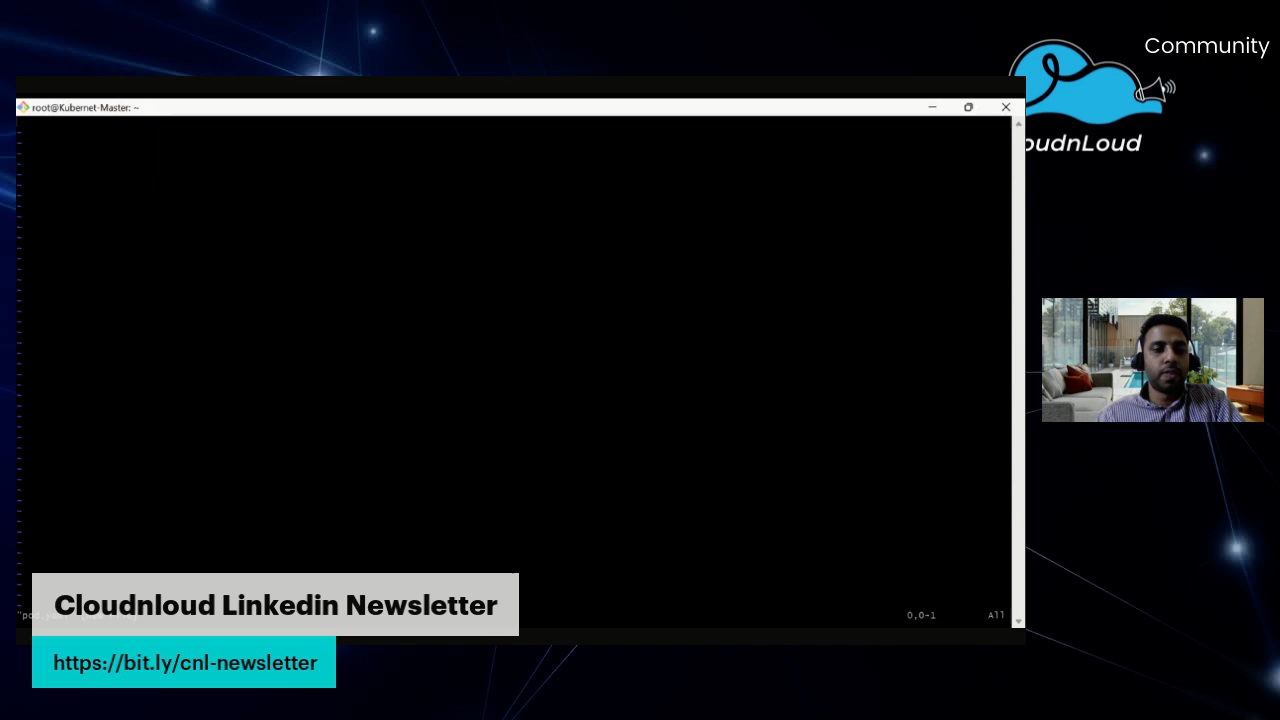 Community
root@Kubernet-Master: ~
oudnLoud
Cloudnloud Linkedin Newsletter
0,0-1
All
https://bit.ly/cnl-newsletter